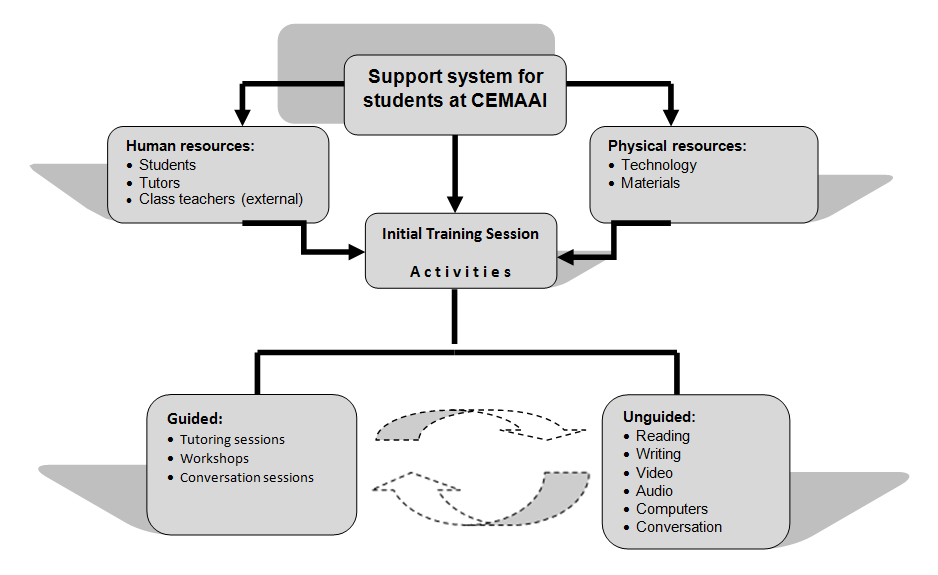 Support system for
students at CEMAAI
Human resources:
• Students
• Tutors
• Class teachers (external)
Physical resources:
• Technology
• Materials
Initial Training Session
A c t i v i t i e s
Guided:
• Tutoring sessions
• Workshops
• Conversation sessions
Unguided:
• Reading
• Writing
• Video
• Audio
• Computers
• Conversation